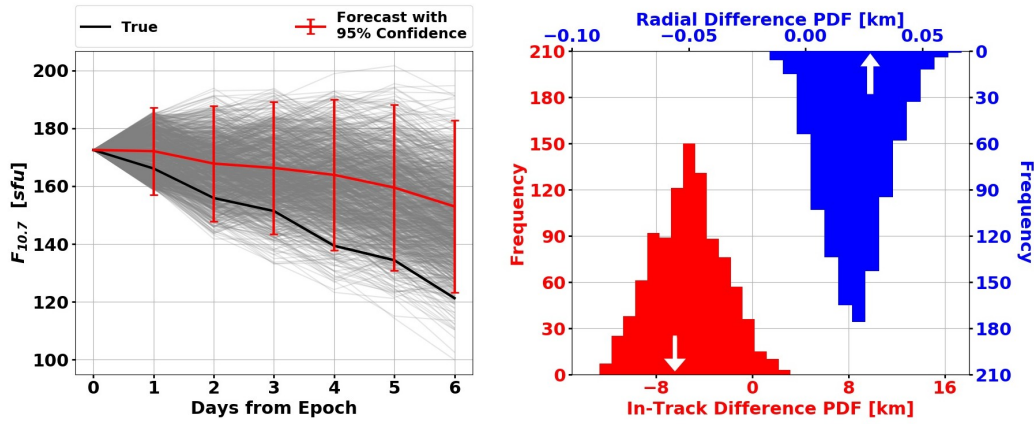 True
Forecast with
95% Confidence
200
180
160
140
120
100
F10.7 [sfu]
0 1 2 3 4 5 6
Days from Epoch
Radial Difference PDF [km]
−0.10 −0.05 0.00 0.05
210
180
150
120
90
60
30
0
Frequency
0
30
60
90
120
150
180
210
Frequency
−8 0 8 16
In-Track Difference PDF [km]